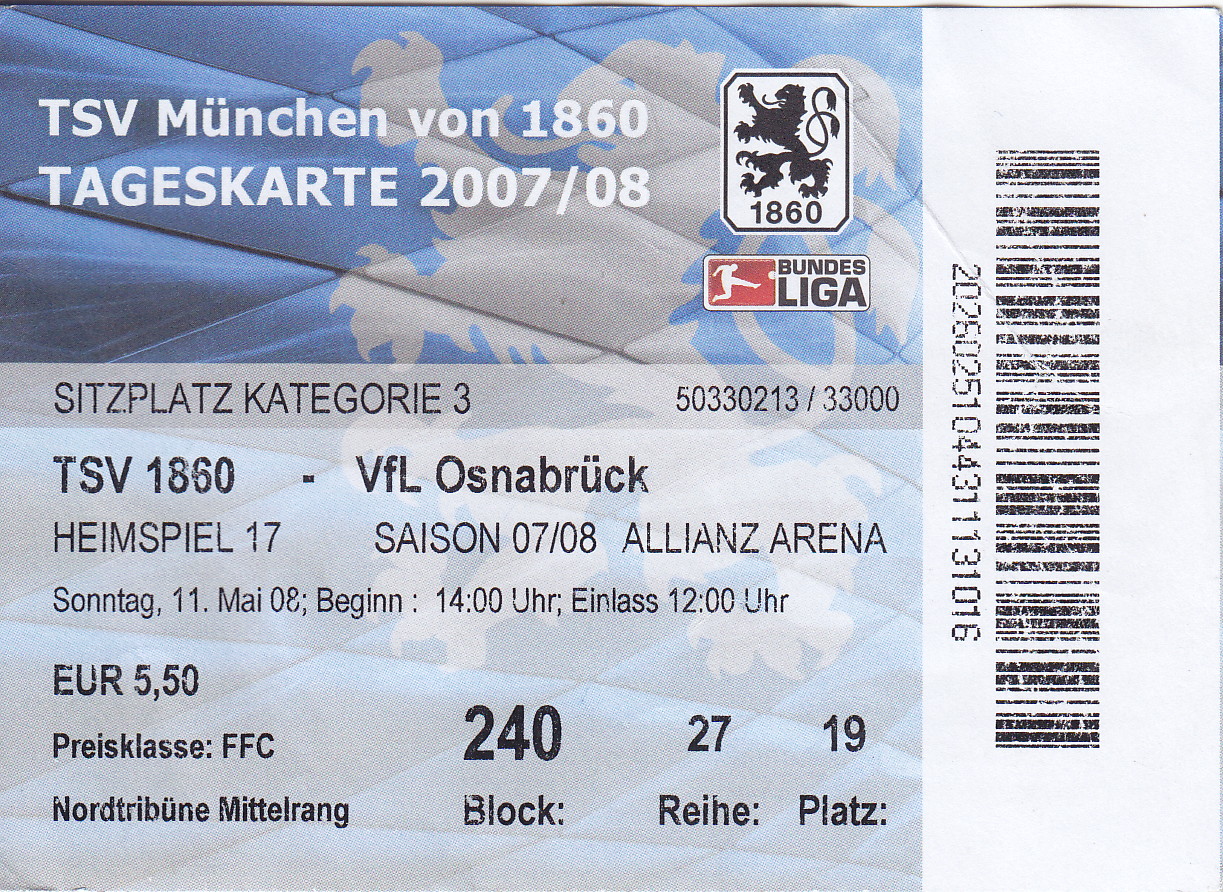 TSV München von 1860
TAGESKARTE 2007/08
1860
BUNDES
LIGA
SITZPLATZ KATEGORIE 3 50330213 / 33000
TSV 1860 - VfL Osnabrück
HEIMSPIEL 17 SAISON 07/08 ALLIANZ ARENA
Sonntag, 11. Mai 08; Beginn : 14:00 Uhr; Einlass 12:00 Uhr
EUR 5,50
Preisklasse: FFC
240 27 19
Nordtribüne Mittelrang Block: Reihe: Platz:
2026025104431131016